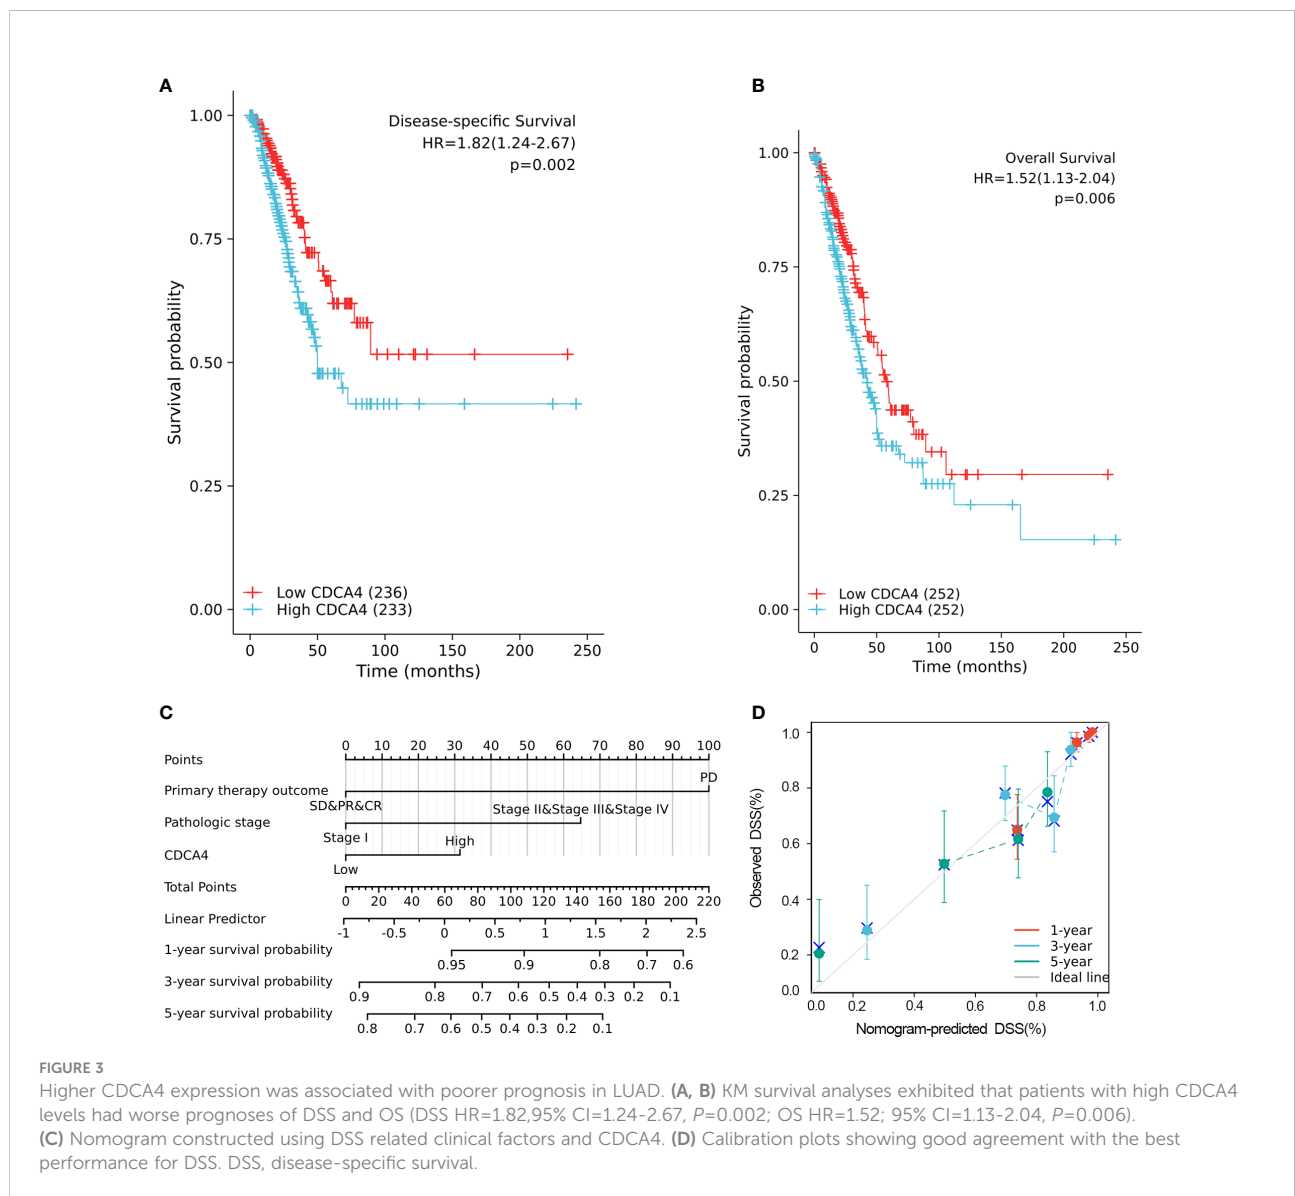 A
Disease-specific Survival
HR=1.82(1.24-2.67)
p=0.002
1.00
0.75
0.50
0.25
0.00
Survival probability
Low CDCA4 (236)
High CDCA4 (233)
0 50 100 150 200 250
Time (months)
B
Overall Survival
HR=1.52(1.13-2.04)
p=0.006
1.00
0.75
0.50
0.25
0.00
Survival probability
Low CDCA4 (252)
High CDCA4 (252)
0 50 100 150 200 250
Time (months)
C
0 10 20 30 40 50 60 70 80 90 100
Points
PD
Primary therapy outcome
SD&PR&CR
Stage II&Stage III&Stage IV
Pathologic stage
Stage I
High
CDCA4
Low
Total Points
0 20 40 60 80 100 120 140 160 180 200 220
Linear Predictor
-1 -0.5 0 0.5 1 1.5 2 2.5
1-year survival probability
0.95 0.9 0.8 0.7 0.6
3-year survival probability
0.9 0.8 0.7 0.6 0.5 0.4 0.3 0.2 0.1
5-year survival probability
0.8 0.7 0.6 0.5 0.4 0.3 0.2 0.1
D
1.0
0.8
0.6
0.4
0.2
0.0
Observed DSS(%)
1-year
3-year
5-year
Ideal line
0.0 0.2 0.4 0.6 0.8 1.0
Nomogram-predicted DSS(%)
FIGURE 3
Higher CDCA4 expression was associated with poorer prognosis in LUAD. (A, B) KM survival analyses exhibited that patients with high CDCA4
levels had worse prognoses of DSS and OS (DSS HR=1.82,95% CI=1.24-2.67, P=0.002; OS HR=1.52; 95% CI=1.13-2.04, P=0.006).
(C) Nomogram constructed using DSS related clinical factors and CDCA4. (D) Calibration plots showing good agreement with the best
performance for DSS. DSS, disease-specific survival.